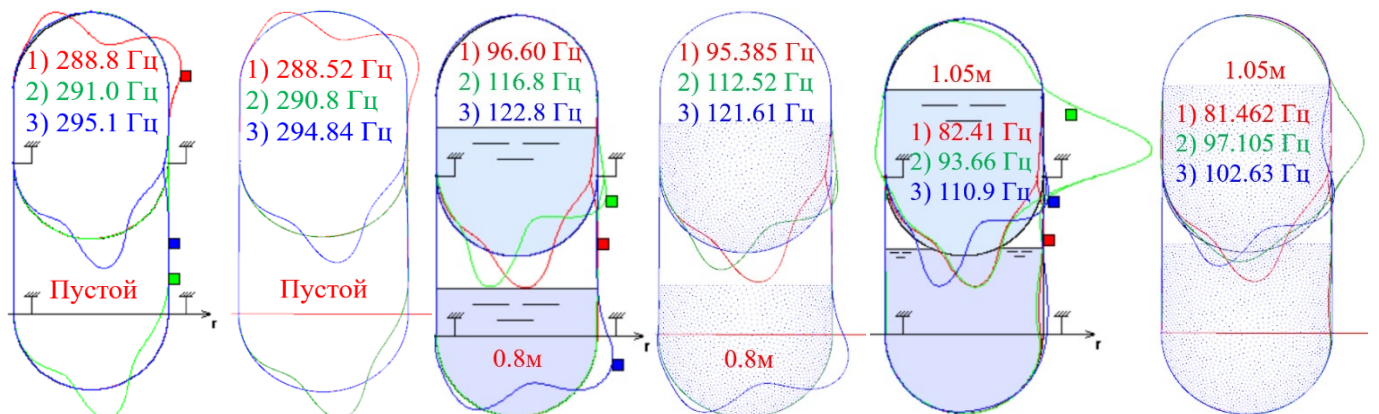 1) 288.8 Гц
2) 291.0 Гц
3) 295.1 Гц
Пустой
r
1) 288.52 Гц
2) 290.8 Гц
3) 294.84 Гц
Пустой
1) 96.60 Гц
2) 116.8 Гц
3) 122.8 Гц
0.8м
r
1) 95.385 Гц
2) 112.52 Гц
3) 121.61 Гц
0.8м
1.05м
1) 82.41 Гц
2) 93.66 Гц
3) 110.9 Гц
r
1.05м
1) 81.462 Гц
2) 97.105 Гц
3) 102.63 Гц